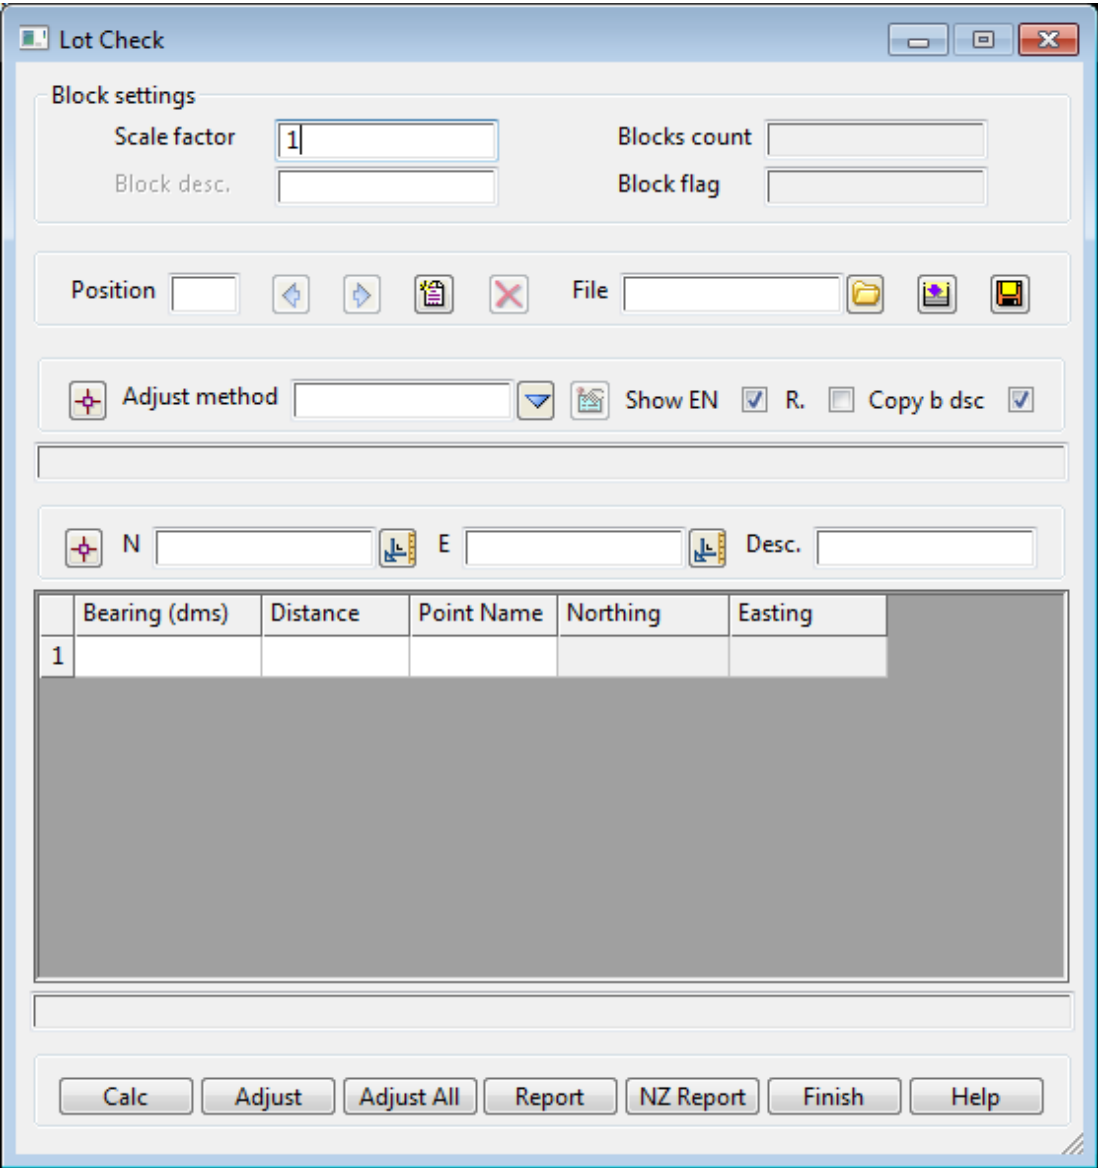 Lot Check
Block settings
Scale factor 1 Blocks count
Block desc. Block flag
Position File
Adjust method Show EN R. Copy b dsc
N E Desc.
Bearing (dms) Distance Point Name Northing Easting
1
Calc Adjust Adjust All Report NZ Report Finish Help